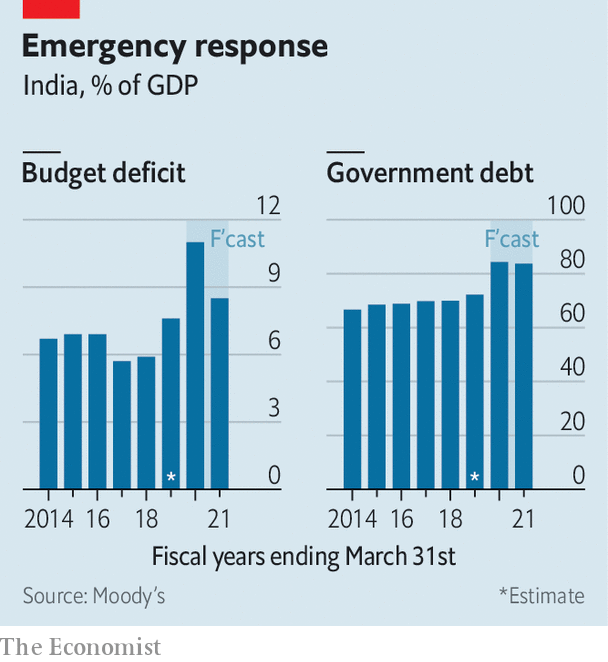 Emergency response
India, % of GDP
Budget deficit
12
F'cast
9
6
3
0
*
2014 16 18 21
Government debt
100
F'cast
80
60
40
20
0
*
2014 16 18 21
Fiscal years ending March 31st
Source: Moody's
*Estimate
The Economist